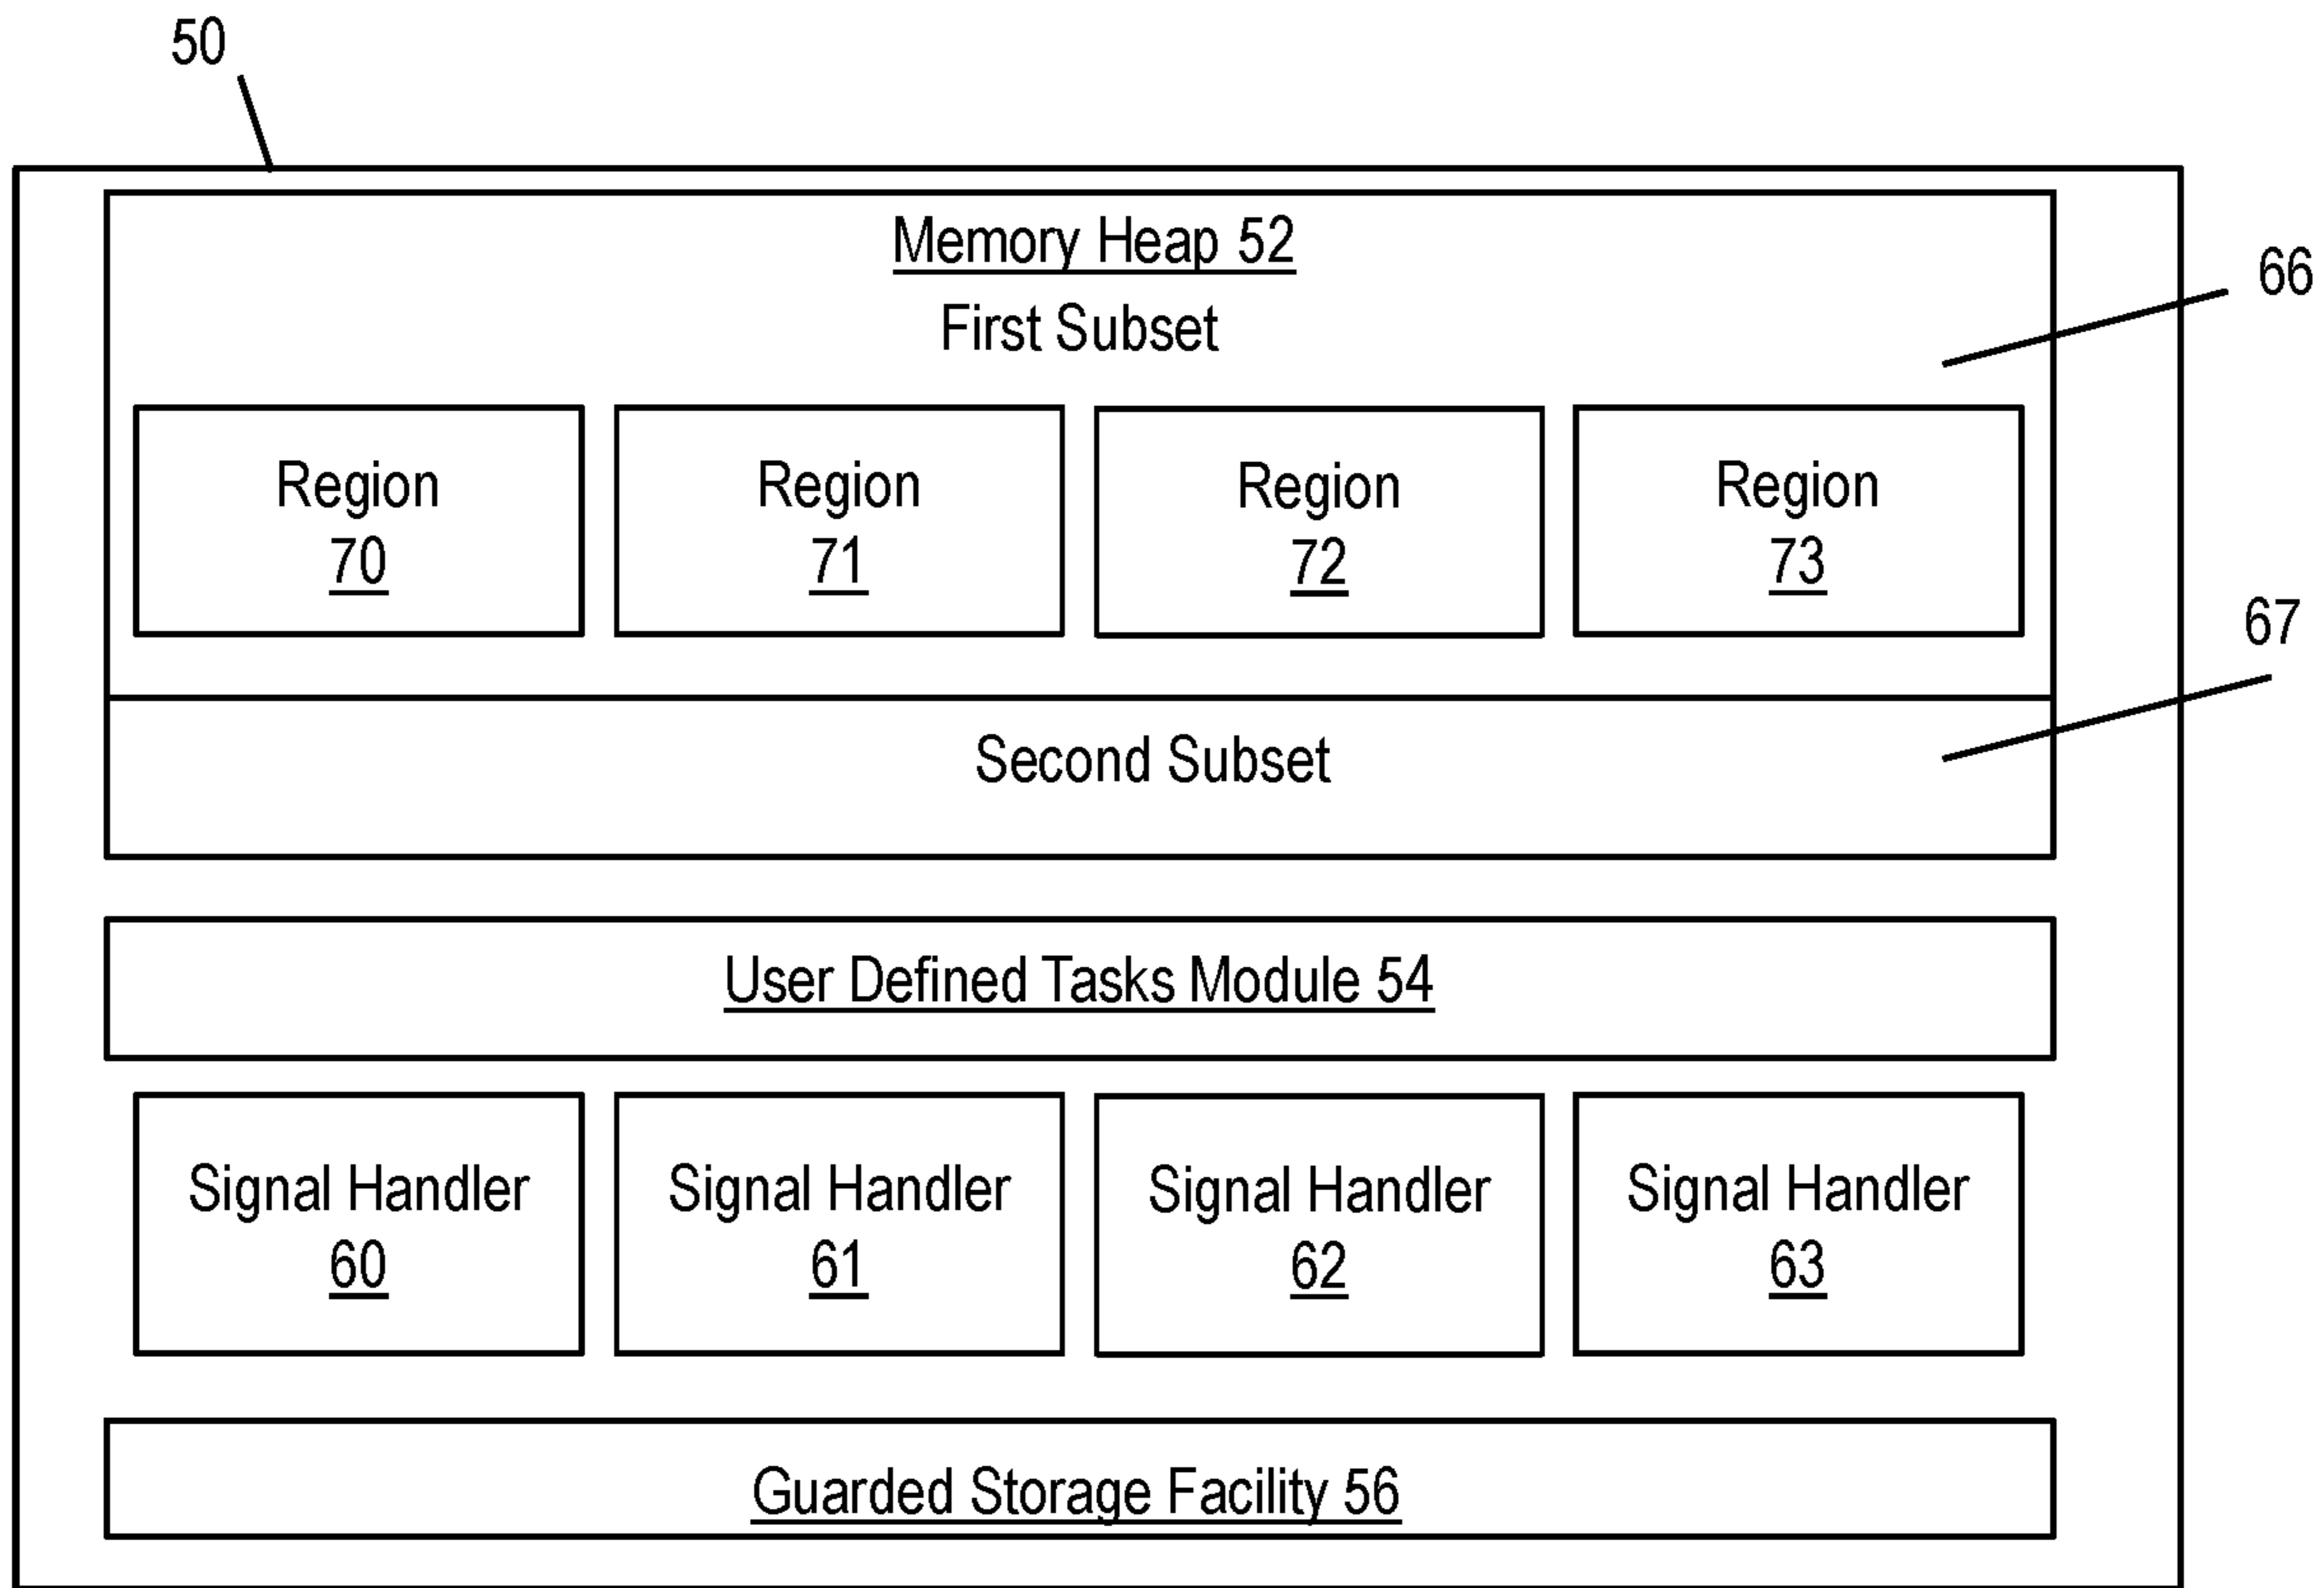 50
Memory Heap 52
66
First Subset
Region
70
Region
71
Region
72
Region
73
67
Second Subset
User Defined Tasks Module 54
Signal Handler
60
Signal Handler
61
Signal Handler
62
Signal Handler
63
Guarded Storage Facility 56